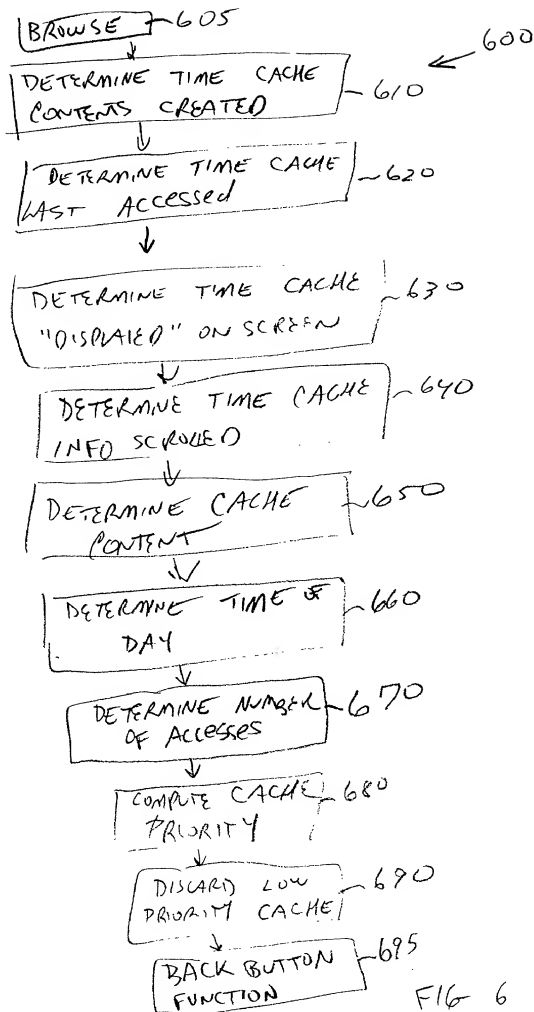 BROWSE 605
600
DETERMINE TIME CACHE
CONTENTS CREATED
610
DETERMINE TIME CACHE
LAST ACCESSED
620
DETERMINE TIME CACHE
"DISPLAYED" ON SCREEN
630
DETERMINE TIME CACHE
INFO SCROLLED
640
DETERMINE CACHE
CONTENT
650
DETERMINE TIME OF
DAY
660
DETERMINE NUMBER
OF ACCESSES
670
COMPUTE CACHE
PRIORITY
680
DISCARD LOW
PRIORITY CACHE
690
BACK BUTTON
FUNCTION
695
FIG 6